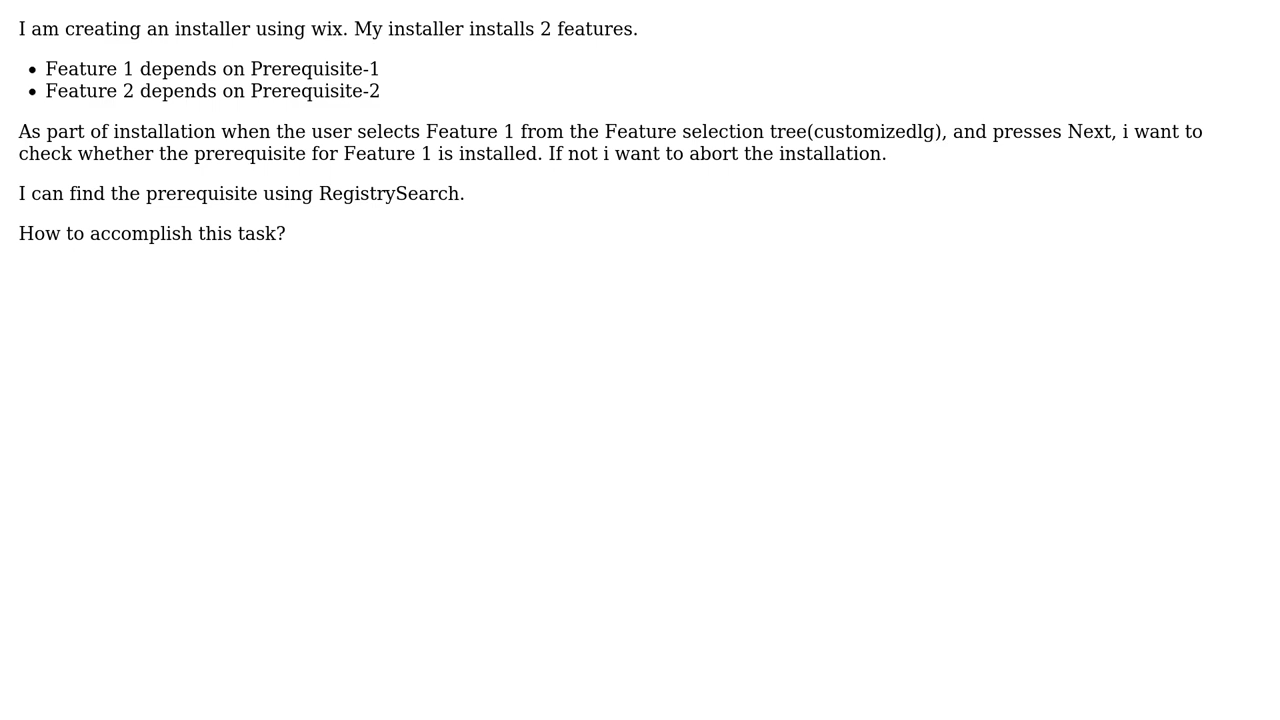 I am creating an installer using wix. My installer installs 2 features.
• Feature 1 depends on Prerequisite-1
• Feature 2 depends on Prerequisite-2
As part of installation when the user selects Feature 1 from the Feature selection tree(customizedlg), and presses Next, i want to
check whether the prerequisite for Feature 1 is installed. If not i want to abort the installation.
I can find the prerequisite using RegistrySearch.
How to accomplish this task?